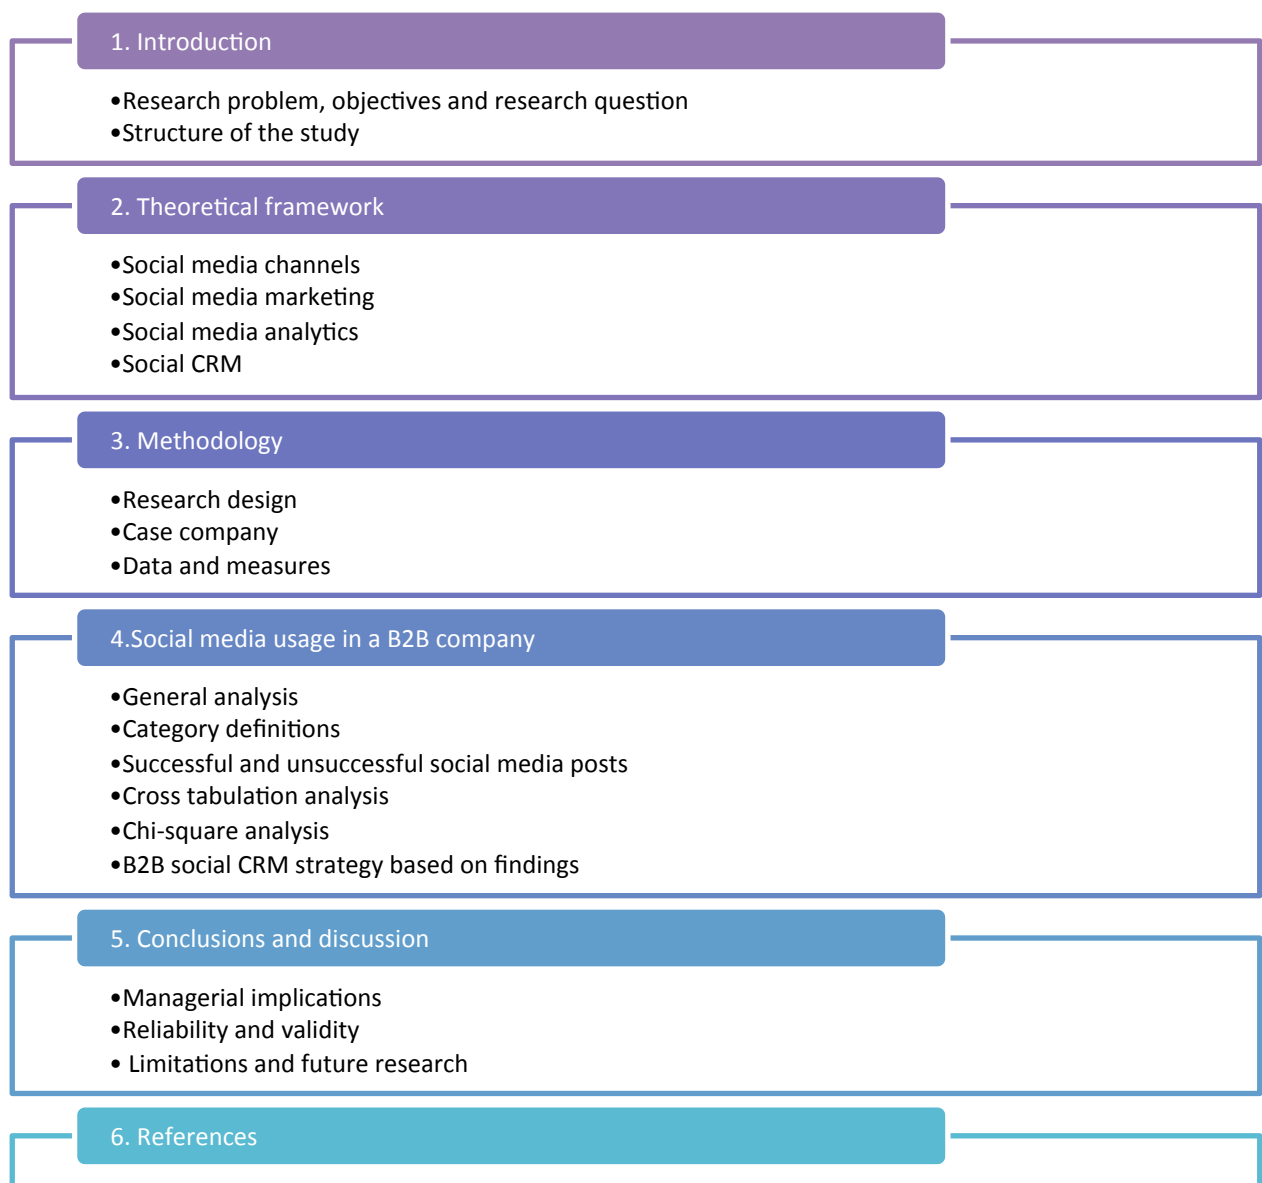 1. Introduction
•Research problem, objectives and research question
•Structure of the study
2. Theoretical framework
•Social media channels
•Social media marketing
•Social media analytics
•Social CRM
3. Methodology
•Research design
•Case company
•Data and measures
4.Social media usage in a B2B company
•General analysis
•Category definitions
•Successful and unsuccessful social media posts
•Cross tabulation analysis
•Chi-square analysis
•B2B social CRM strategy based on findings
5. Conclusions and discussion
•Managerial implications
•Reliability and validity
• Limitations and future research
6. References